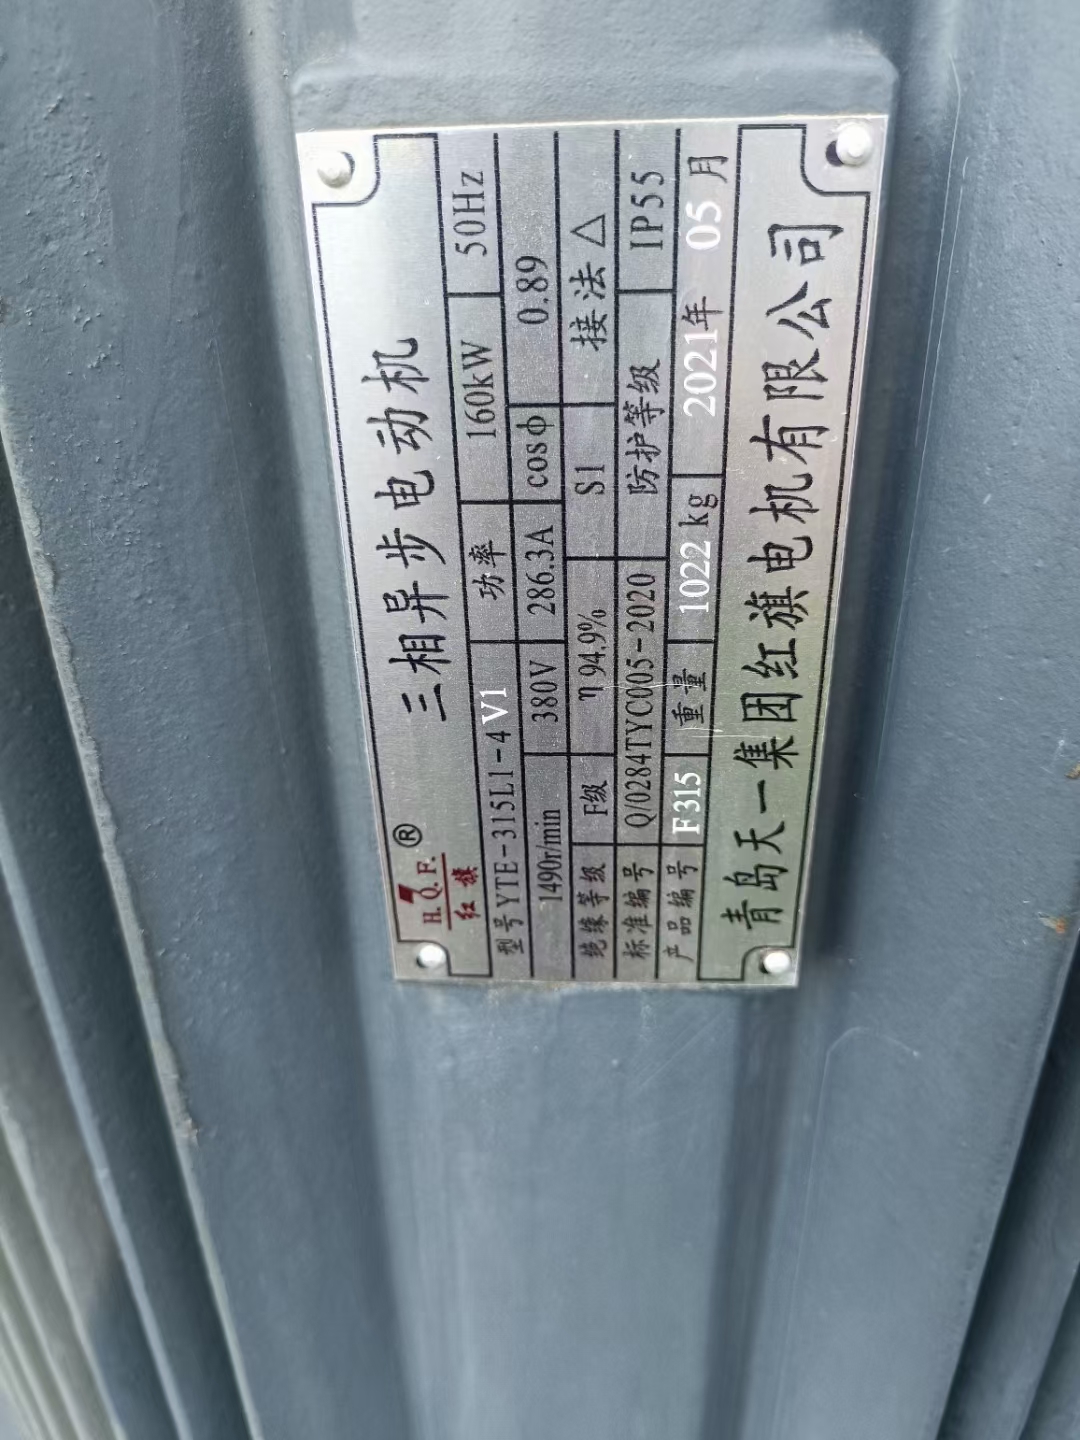 H.Q.F. ®
红旗
三相异步电动机
型号 YTE-315L1-4 V1 功率 160kW 50Hz
1490r/min 380V 286.3A cosφ 0.89
绝缘等级 F级 η 94.9% S1 接法 △
标准编号 Q/0284TYC005-2020 防护等级 IP55
产品编号 F315 重量 1022 kg 2021年 05 月
青岛天一集团红旗电机有限公司